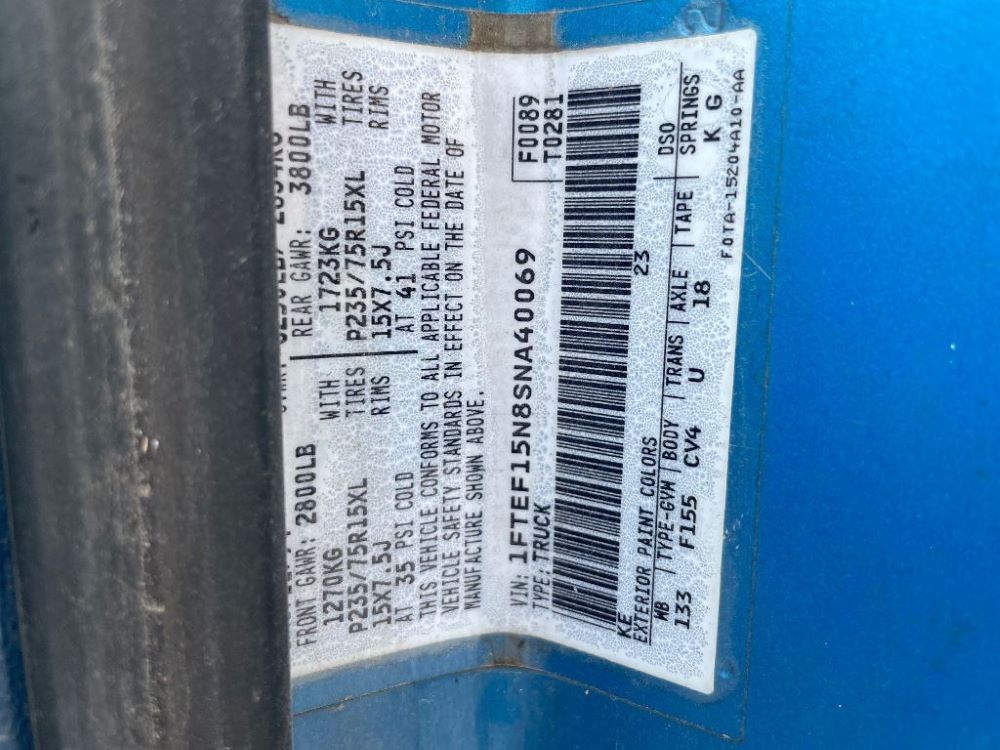 REAR GAWR: 3800LB
FRONT GAWR: 2800LB
1270KG WITH 1723KG WITH
P235/75R15XL TIRES P235/75R15XL TIRES
15X7.5J RIMS 15X7.5J RIMS
AT 35 PSI COLD AT 41 PSI COLD
THIS VEHICLE CONFORMS TO ALL APPLICABLE FEDERAL MOTOR
VEHICLE SAFETY STANDARDS IN EFFECT ON THE DATE OF
MANUFACTURE SHOWN ABOVE.
VIN: 1FTEF15N8SNA40069 F0089
TYPE: TRUCK T0281
KE 23
EXTERIOR PAINT COLORS DSO
WB TYPE-GVW BODY TRANS AXLE TAPE SPRINGS
133 F155 CV4 U 18 K G
F0TA-15204A10-AA